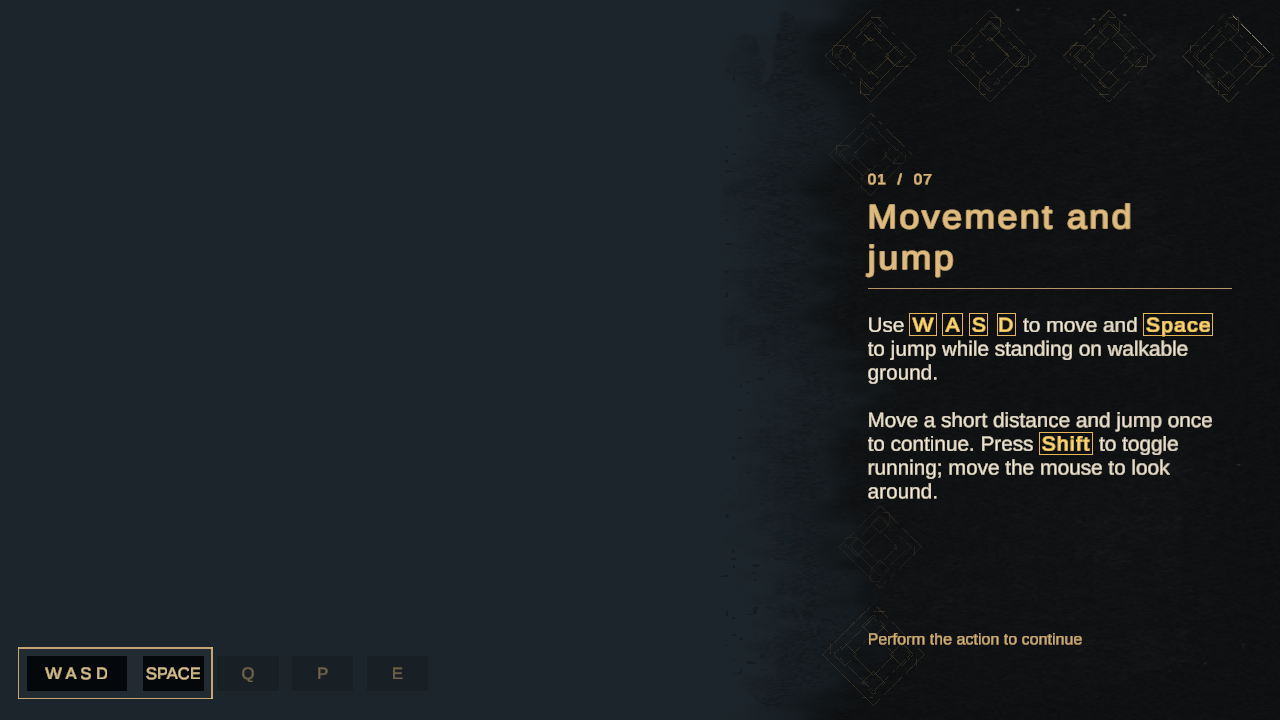 01 / 07
Movement and
jump
Use W A S D to move and Space
to jump while standing on walkable
ground.
Move a short distance and jump once
to continue. Press Shift to toggle
running; move the mouse to look
around.
Perform the action to continue
WASD SPACE Q P E